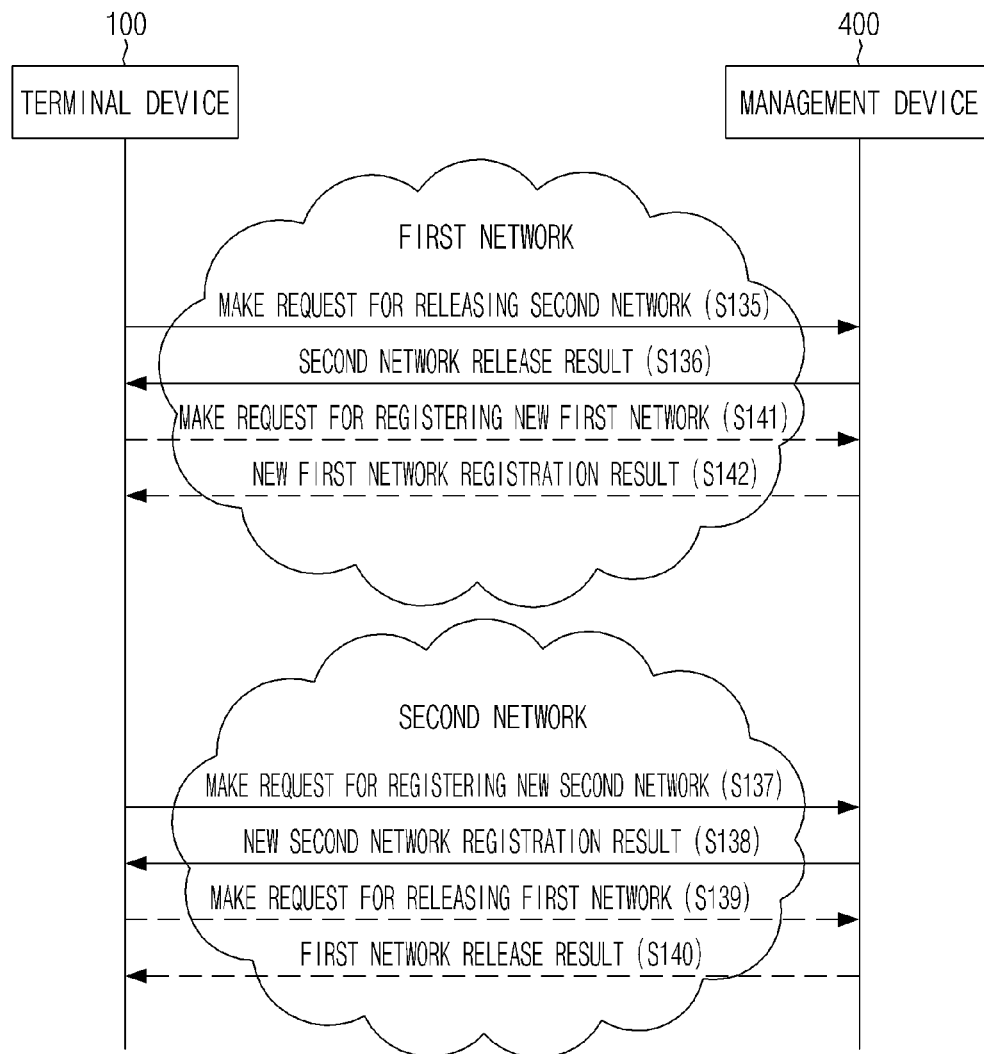 100
400
TERMINAL DEVICE
MANAGEMENT DEVICE
FIRST NETWORK
MAKE REQUEST FOR RELEASING SECOND NETWORK (S135)
SECOND NETWORK RELEASE RESULT (S136)
MAKE REQUEST FOR REGISTERING NEW FIRST NETWORK (S141)
NEW FIRST NETWORK REGISTRATION RESULT (S142)
SECOND NETWORK
MAKE REQUEST FOR REGISTERING NEW SECOND NETWORK (S137)
NEW SECOND NETWORK REGISTRATION RESULT (S138)
MAKE REQUEST FOR RELEASING FIRST NETWORK (S139)
FIRST NETWORK RELEASE RESULT (S140)